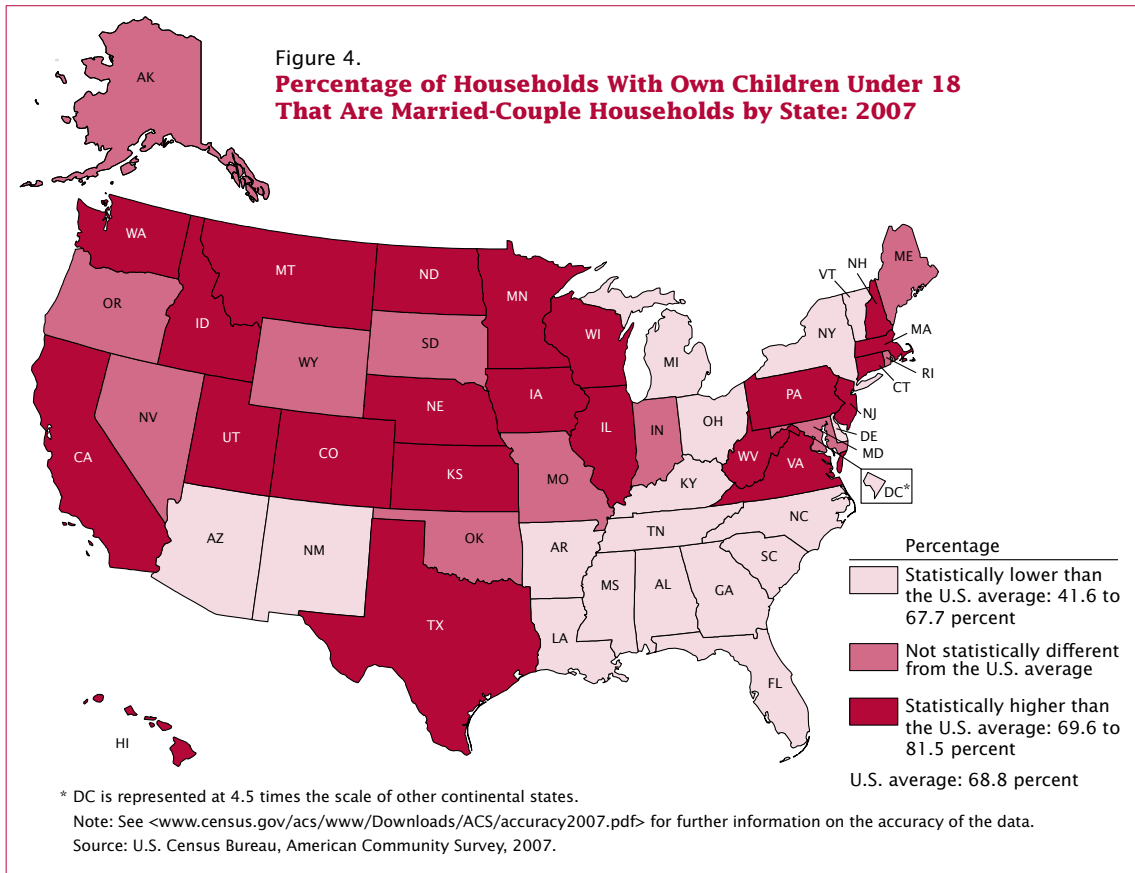 Figure 4.
Percentage of Households With Own Children Under 18
That Are Married-Couple Households by State: 2007
AK
WA
MT
ND
MN
OR
ID
WY
SD
WI
MI
NY
VT
NH
ME
MA
RI
CT
NV
UT
CO
NE
IA
IL
IN
OH
PA
NJ
DE
MD
DC*
CA
KS
MO
KY
WV
VA
AZ
NM
OK
AR
TN
NC
SC
TX
LA
MS
AL
GA
FL
HI
Percentage
Statistically lower than
the U.S. average: 41.6 to
67.7 percent
Not statistically different
from the U.S. average
Statistically higher than
the U.S. average: 69.6 to
81.5 percent
U.S. average: 68.8 percent
* DC is represented at 4.5 times the scale of other continental states.
Note: See <www.census.gov/acs/www/Downloads/ACS/accuracy2007.pdf> for further information on the accuracy of the data.
Source: U.S. Census Bureau, American Community Survey, 2007.